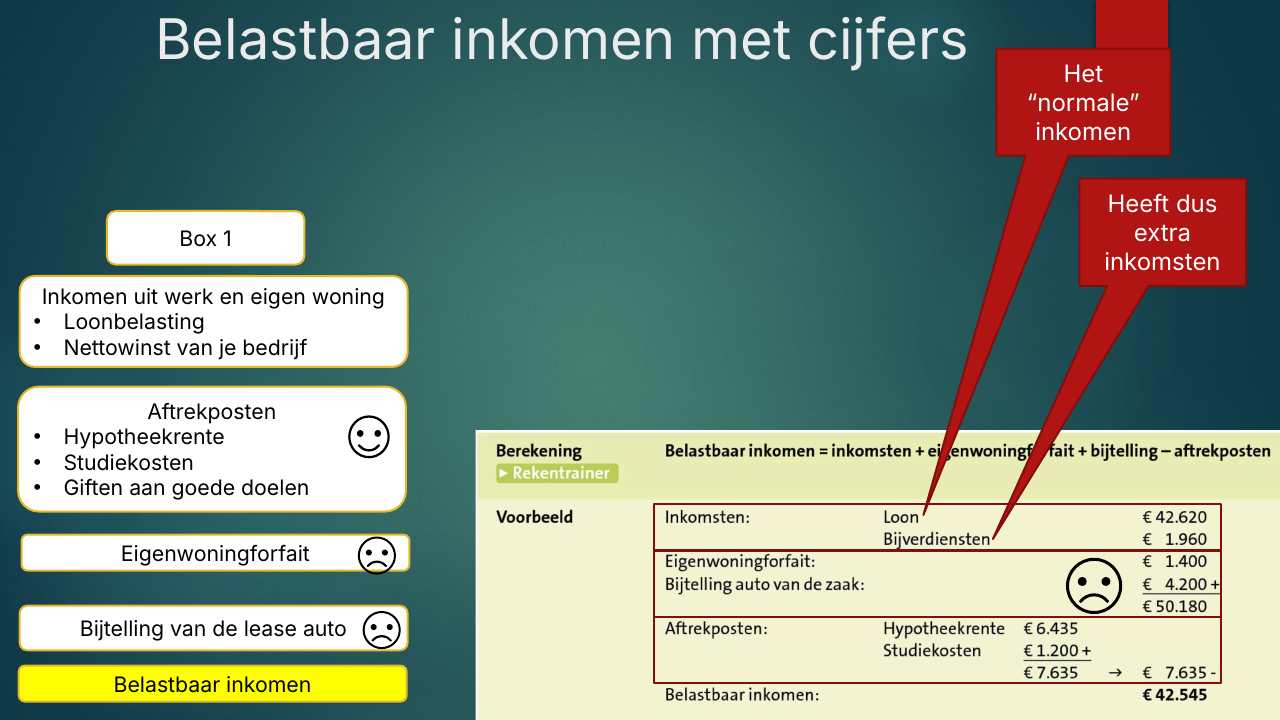 Belastbaar inkomen met cijfers
Het
“normale”
inkomen
Heeft dus
extra
inkomsten
Box 1
Inkomen uit werk en eigen woning
• Loonbelasting
• Nettowinst van je bedrijf
Aftrekposten
• Hypotheekrente
• Studiekosten
• Giften aan goede doelen
Eigenwoningforfait
Bijtelling van de lease auto
Belastbaar inkomen
Berekening Belastbaar inkomen = inkomsten + eigenwoningforfait + bijtelling – aftrekposten
▸ Rekentrainer
Voorbeeld Inkomsten: Loon € 42.620
Bijverdiensten € 1.960
Eigenwoningforfait: € 1.400
Bijtelling auto van de zaak: € 4.200 +
€ 50.180
Aftrekposten: Hypotheekrente € 6.435
Studiekosten € 1.200 +
€ 7.635 → € 7.635 -
Belastbaar inkomen: € 42.545